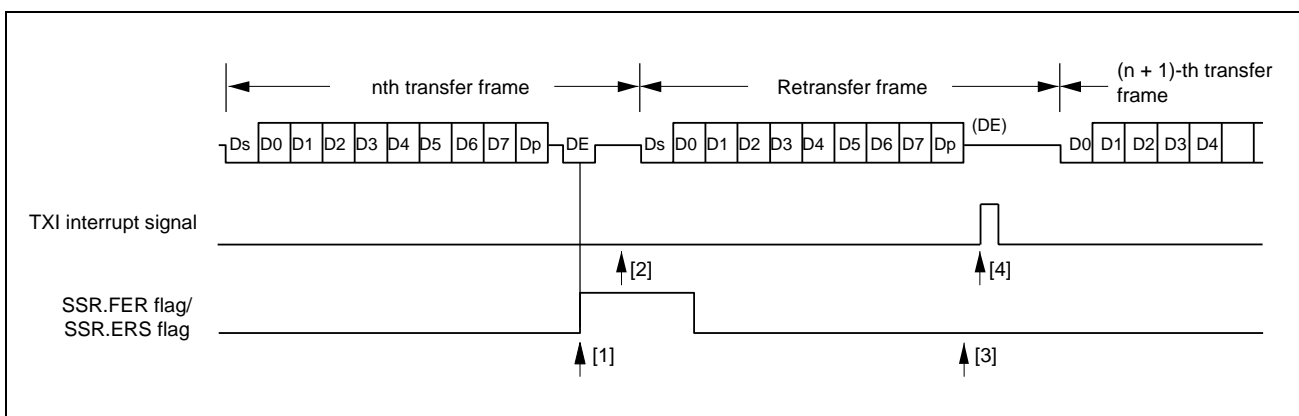 nth transfer frame
Retransfer frame
(n + 1)-th transfer
frame
Ds D0 D1 D2 D3 D4 D5 D6 D7 Dp DE
Ds D0 D1 D2 D3 D4 D5 D6 D7 Dp
(DE)
D0 D1 D2 D3 D4
TXI interrupt signal
[2]
[4]
SSR.FER flag/
SSR.ERS flag
[1]
[3]